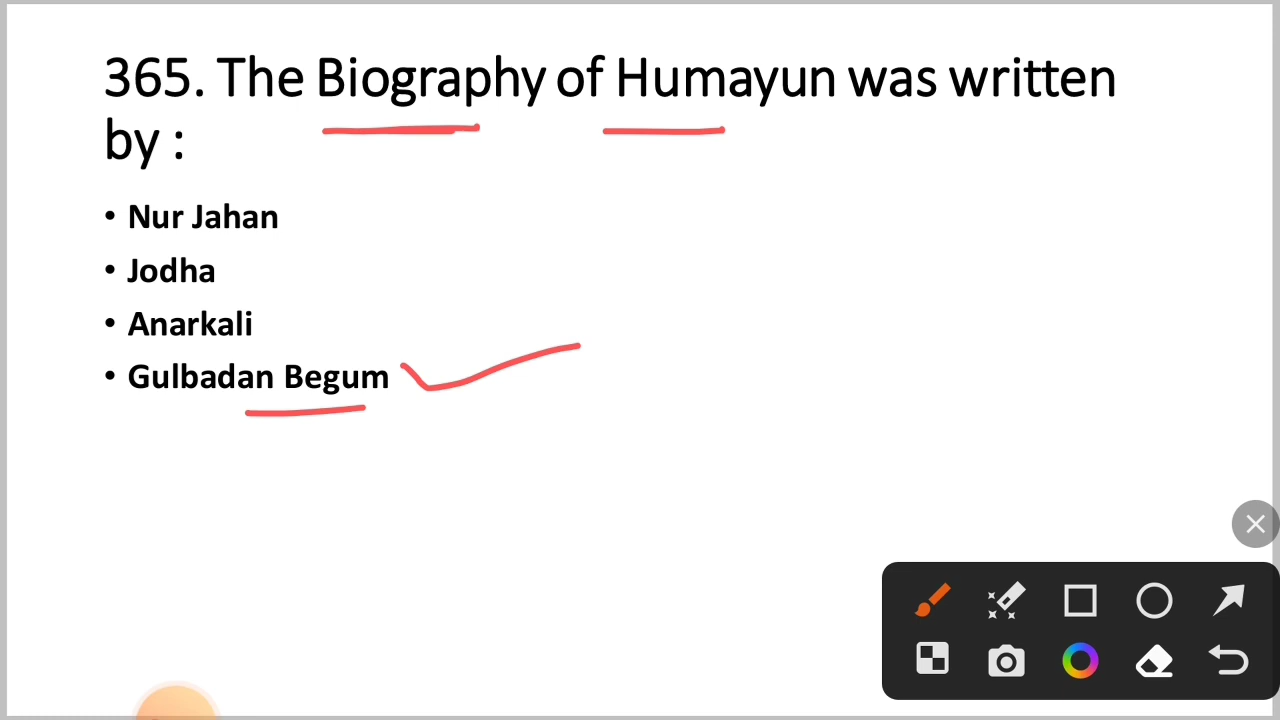 365. The Biography of Humayun was written
by :
• Nur Jahan
• Jodha
• Anarkali
• Gulbadan Begum